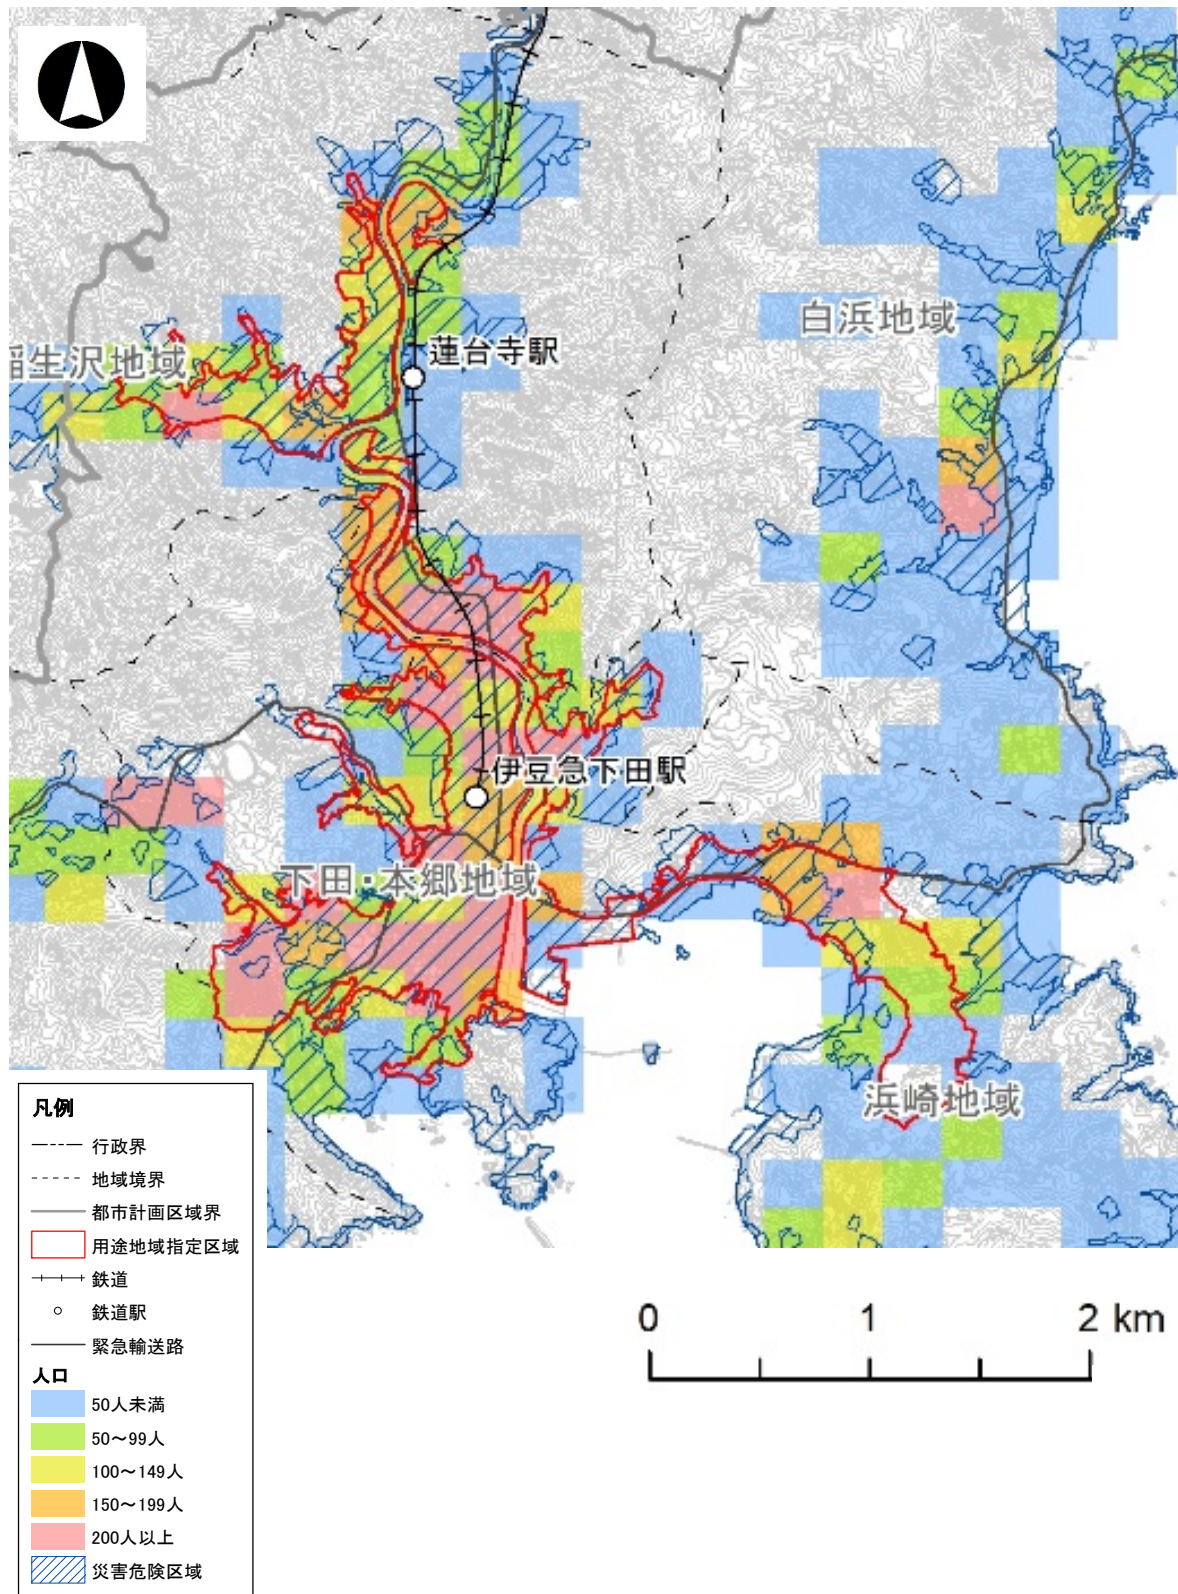 白浜地域
蓮台寺駅
稲生沢地域
伊豆急下田駅
下田・本郷地域
浜崎地域
凡例
行政界
地域境界
都市計画区域界
用途地域指定区域
鉄道
鉄道駅
緊急輸送路
人口
50人未満
50～99人
100～149人
150～199人
200人以上
災害危険区域
0 1 2 km